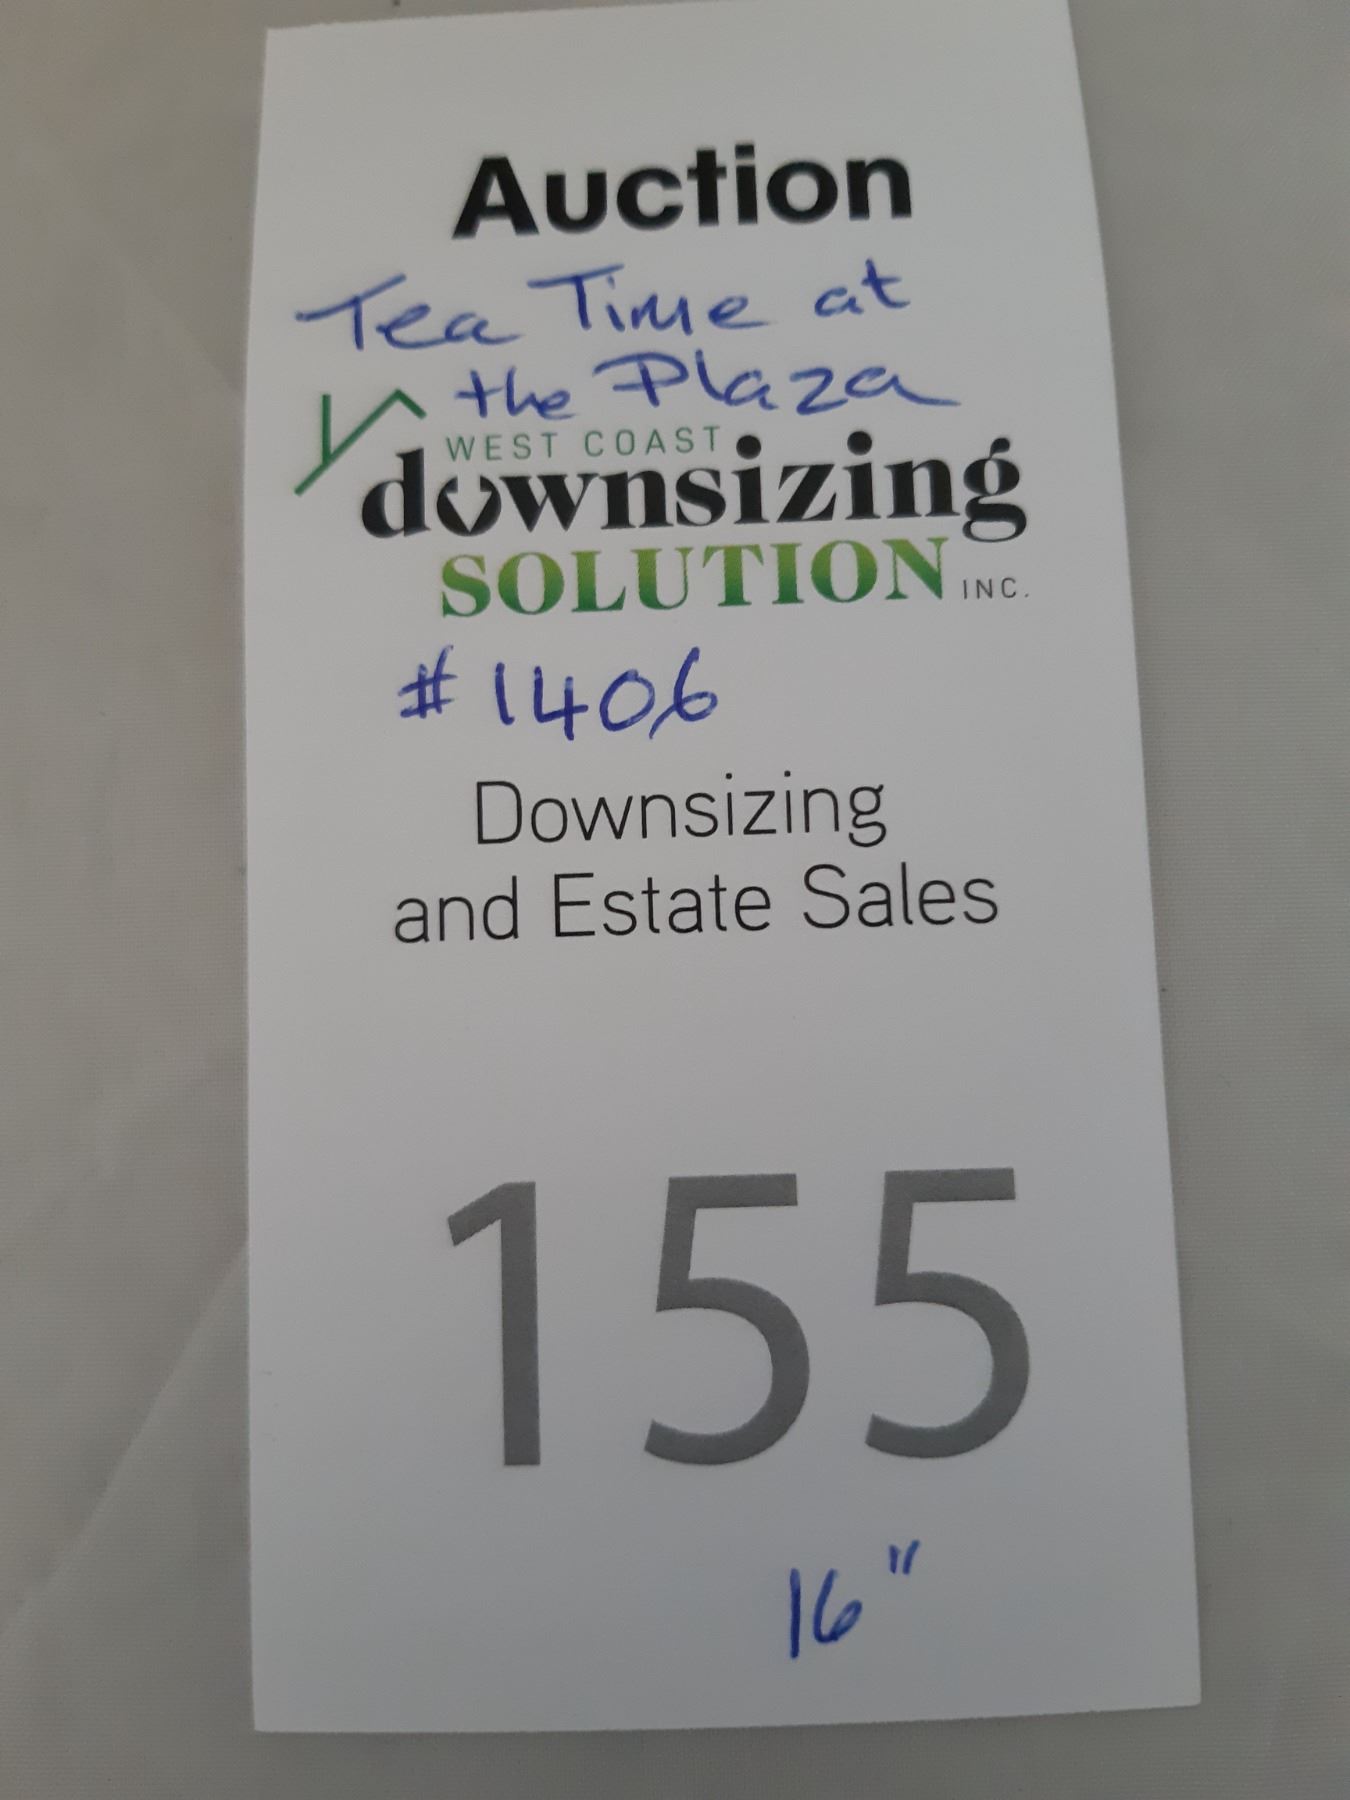 Auction
Tea Time at
the Plaza
WEST COAST
downsizing
SOLUTION INC.
#1406
Downsizing
and Estate Sales
155
16"